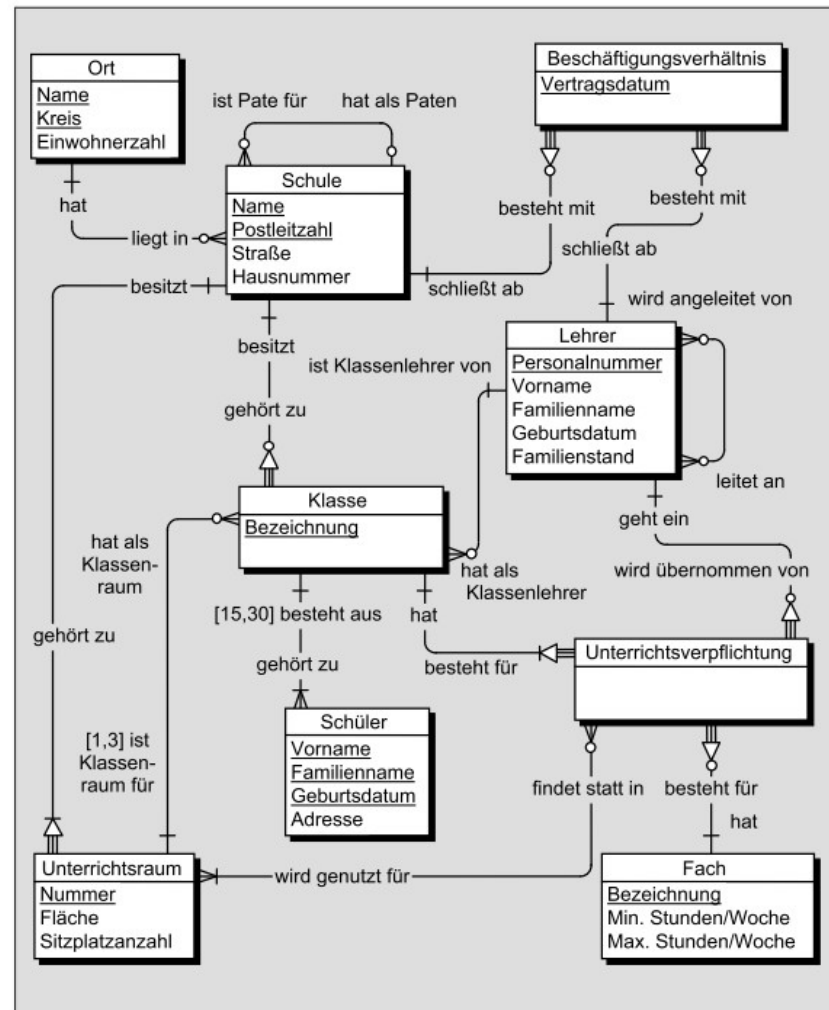 Ort
Name
Kreis
Einwohnerzahl
hat
liegt in
ist Pate für
hat als Paten
Schule
Name
Postleitzahl
Straße
Hausnummer
Beschäftigungsverhältnis
Vertragsdatum
besteht mit
besteht mit
schließt ab
schließt ab
besitzt
besitzt
gehört zu
wird angeleitet von
Lehrer
Personalnummer
Vorname
Familienname
Geburtsdatum
Familienstand
leitet an
ist Klassenlehrer von
hat als
Klassenlehrer
Klasse
Bezeichnung
hat als
Klassen-
raum
gehört zu
[15,30] besteht aus
gehört zu
hat
besteht für
geht ein
wird übernommen von
Unterrichtsverpflichtung
Schüler
Vorname
Familienname
Geburtsdatum
Adresse
[1,3] ist
Klassen-
raum für
findet statt in
besteht für
hat
Unterrichtsraum
Nummer
Fläche
Sitzplatzanzahl
wird genutzt für
Fach
Bezeichnung
Min. Stunden/Woche
Max. Stunden/Woche